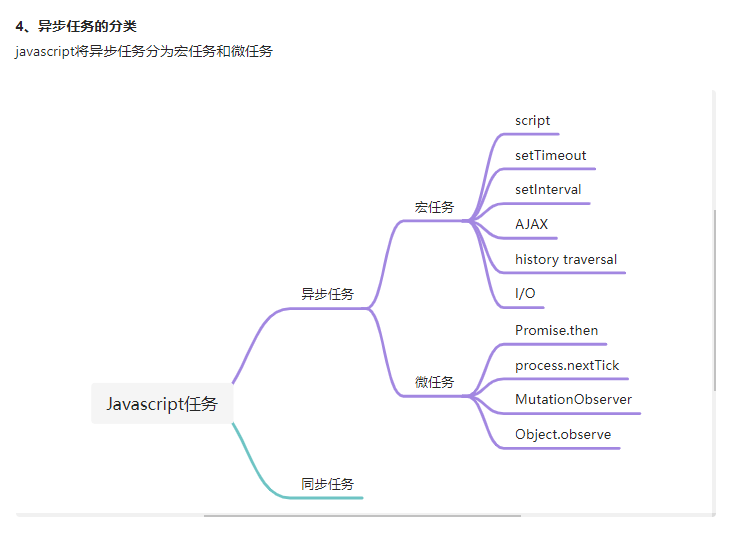 4、异步任务的分类
javascript将异步任务分为宏任务和微任务
script
setTimeout
setInterval
宏任务
AJAX
history traversal
异步任务
I/O
Promise.then
process.nextTick
微任务
MutationObserver
Javascript任务
Object.observe
同步任务